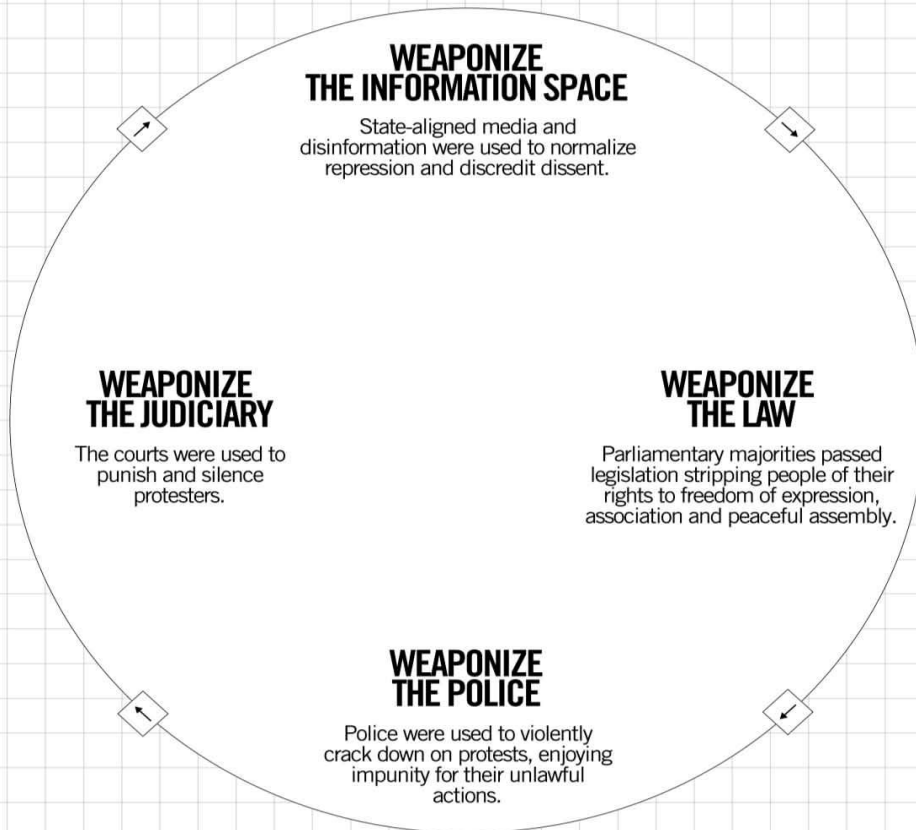 WEAPONIZE
THE INFORMATION SPACE
State-aligned media and
disinformation were used to normalize
repression and discredit dissent.
WEAPONIZE
THE JUDICIARY
The courts were used to
punish and silence
protesters.
WEAPONIZE
THE LAW
Parliamentary majorities passed
legislation stripping people of their
rights to freedom of expression,
association and peaceful assembly.
WEAPONIZE
THE POLICE
Police were used to violently
crack down on protests, enjoying
impunity for their unlawful
actions.